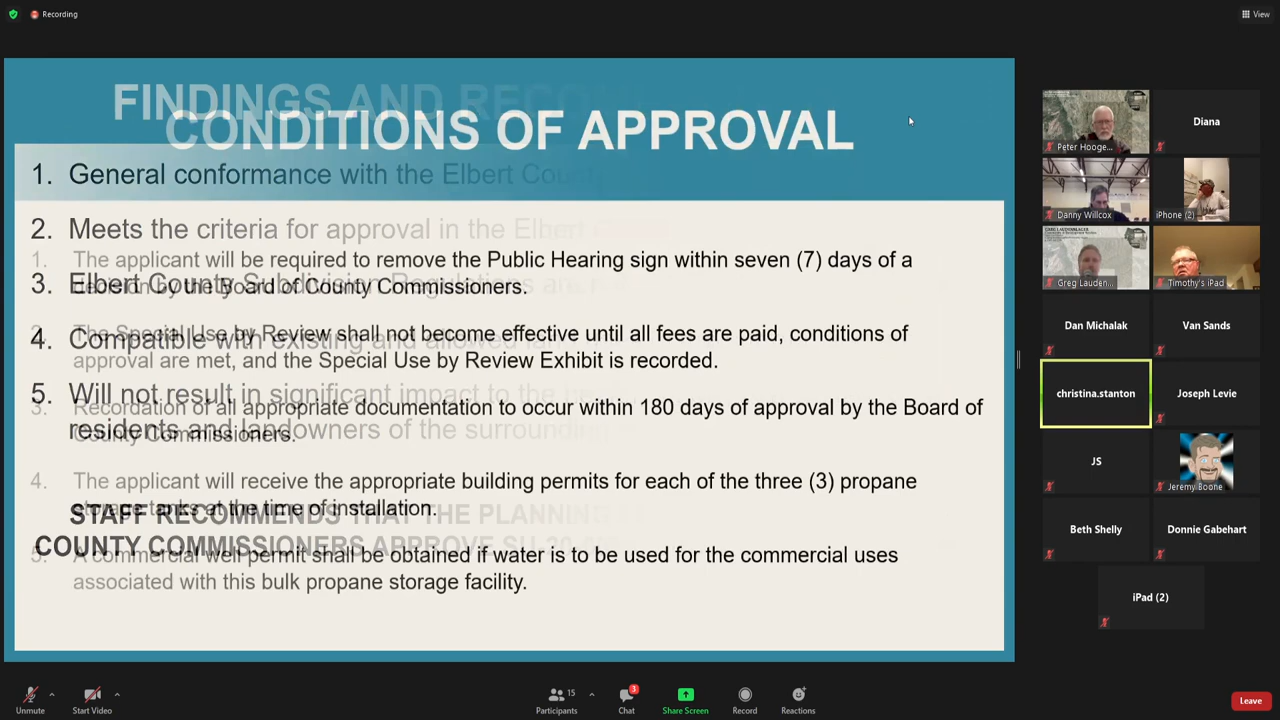 Recording
View
FINDINGS AND RECOM
CONDITIONS OF APPROVAL
1. General conformance with the Elbert County
2. Meets the criteria for approval in the Elbert
1. The applicant will be required to remove the Public Hearing sign within seven (7) days of a
decision by the Board of County Commissioners.
3. Elbert County Subdivision Regulations are
2. The Special Use by Review shall not become effective until all fees are paid, conditions of
approval are met, and the Special Use by Review Exhibit is recorded.
4. Compatible with existing and allowed
5. Will not result in significant impact to the
residents and landowners of the surrounding
3. Recordation of all appropriate documentation to occur within 180 days of approval by the Board of
County Commissioners.
4. The applicant will receive the appropriate building permits for each of the three (3) propane
storage tanks at the time of installation.
STAFF RECOMMENDS THAT THE PLANNING
COUNTY COMMISSIONERS APPROVE
5. A commercial well permit shall be obtained if water is to be used for the commercial uses
associated with this bulk propane storage facility.
Peter Hooge...
Diana
Danny Willcox
iPhone (2)
Greg Lauden...
Timothy's iPad
Dan Michalak
Van Sands
christina.stanton
Joseph Levie
JS
Jeremy Boone
Beth Shelly
Donnie Gabehart
iPad (2)
Unmute
Start Video
15
Participants
3
Chat
Share Screen
Record
Reactions
Leave